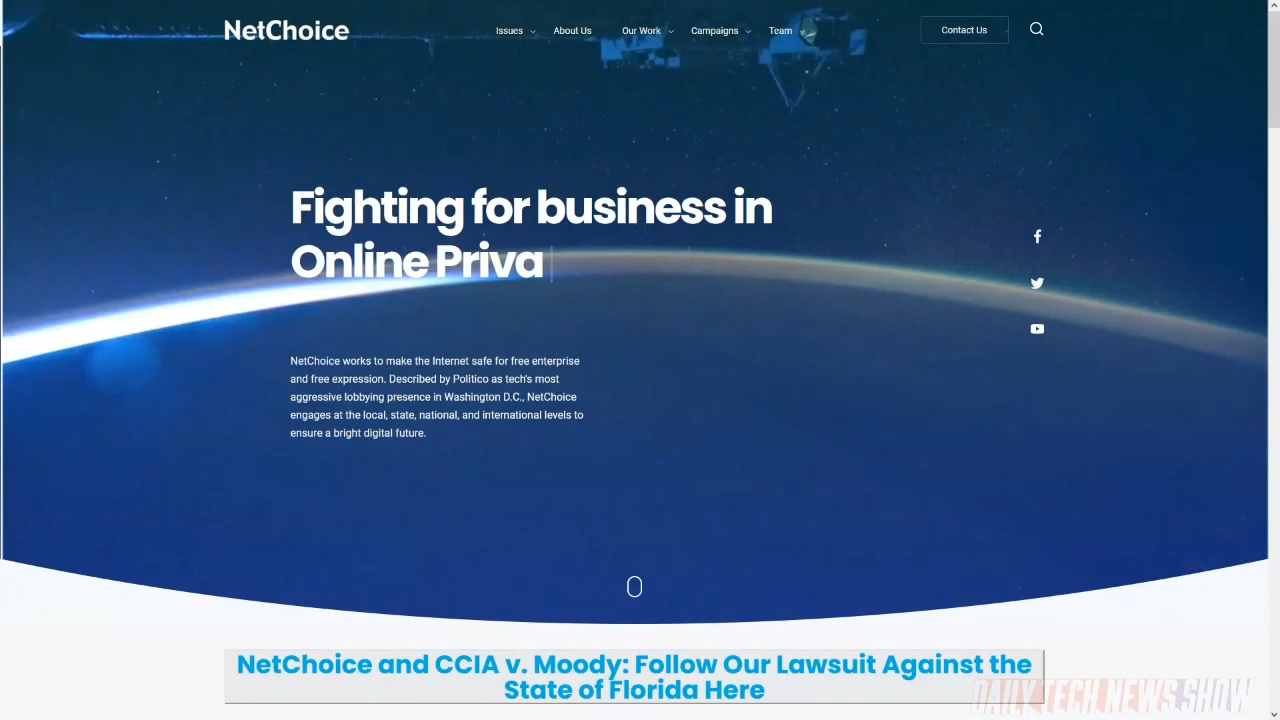 NetChoice
Issues About Us Our Work Campaigns Team
Contact Us
Fighting for business in
Online Priva
NetChoice works to make the Internet safe for free enterprise
and free expression. Described by Politico as tech's most
aggressive lobbying presence in Washington D.C., NetChoice
engages at the local, state, national, and international levels to
ensure a bright digital future.
NetChoice and CCIA v. Moody: Follow Our Lawsuit Against the
State of Florida Here
DAILY TECH NEWS SHOW